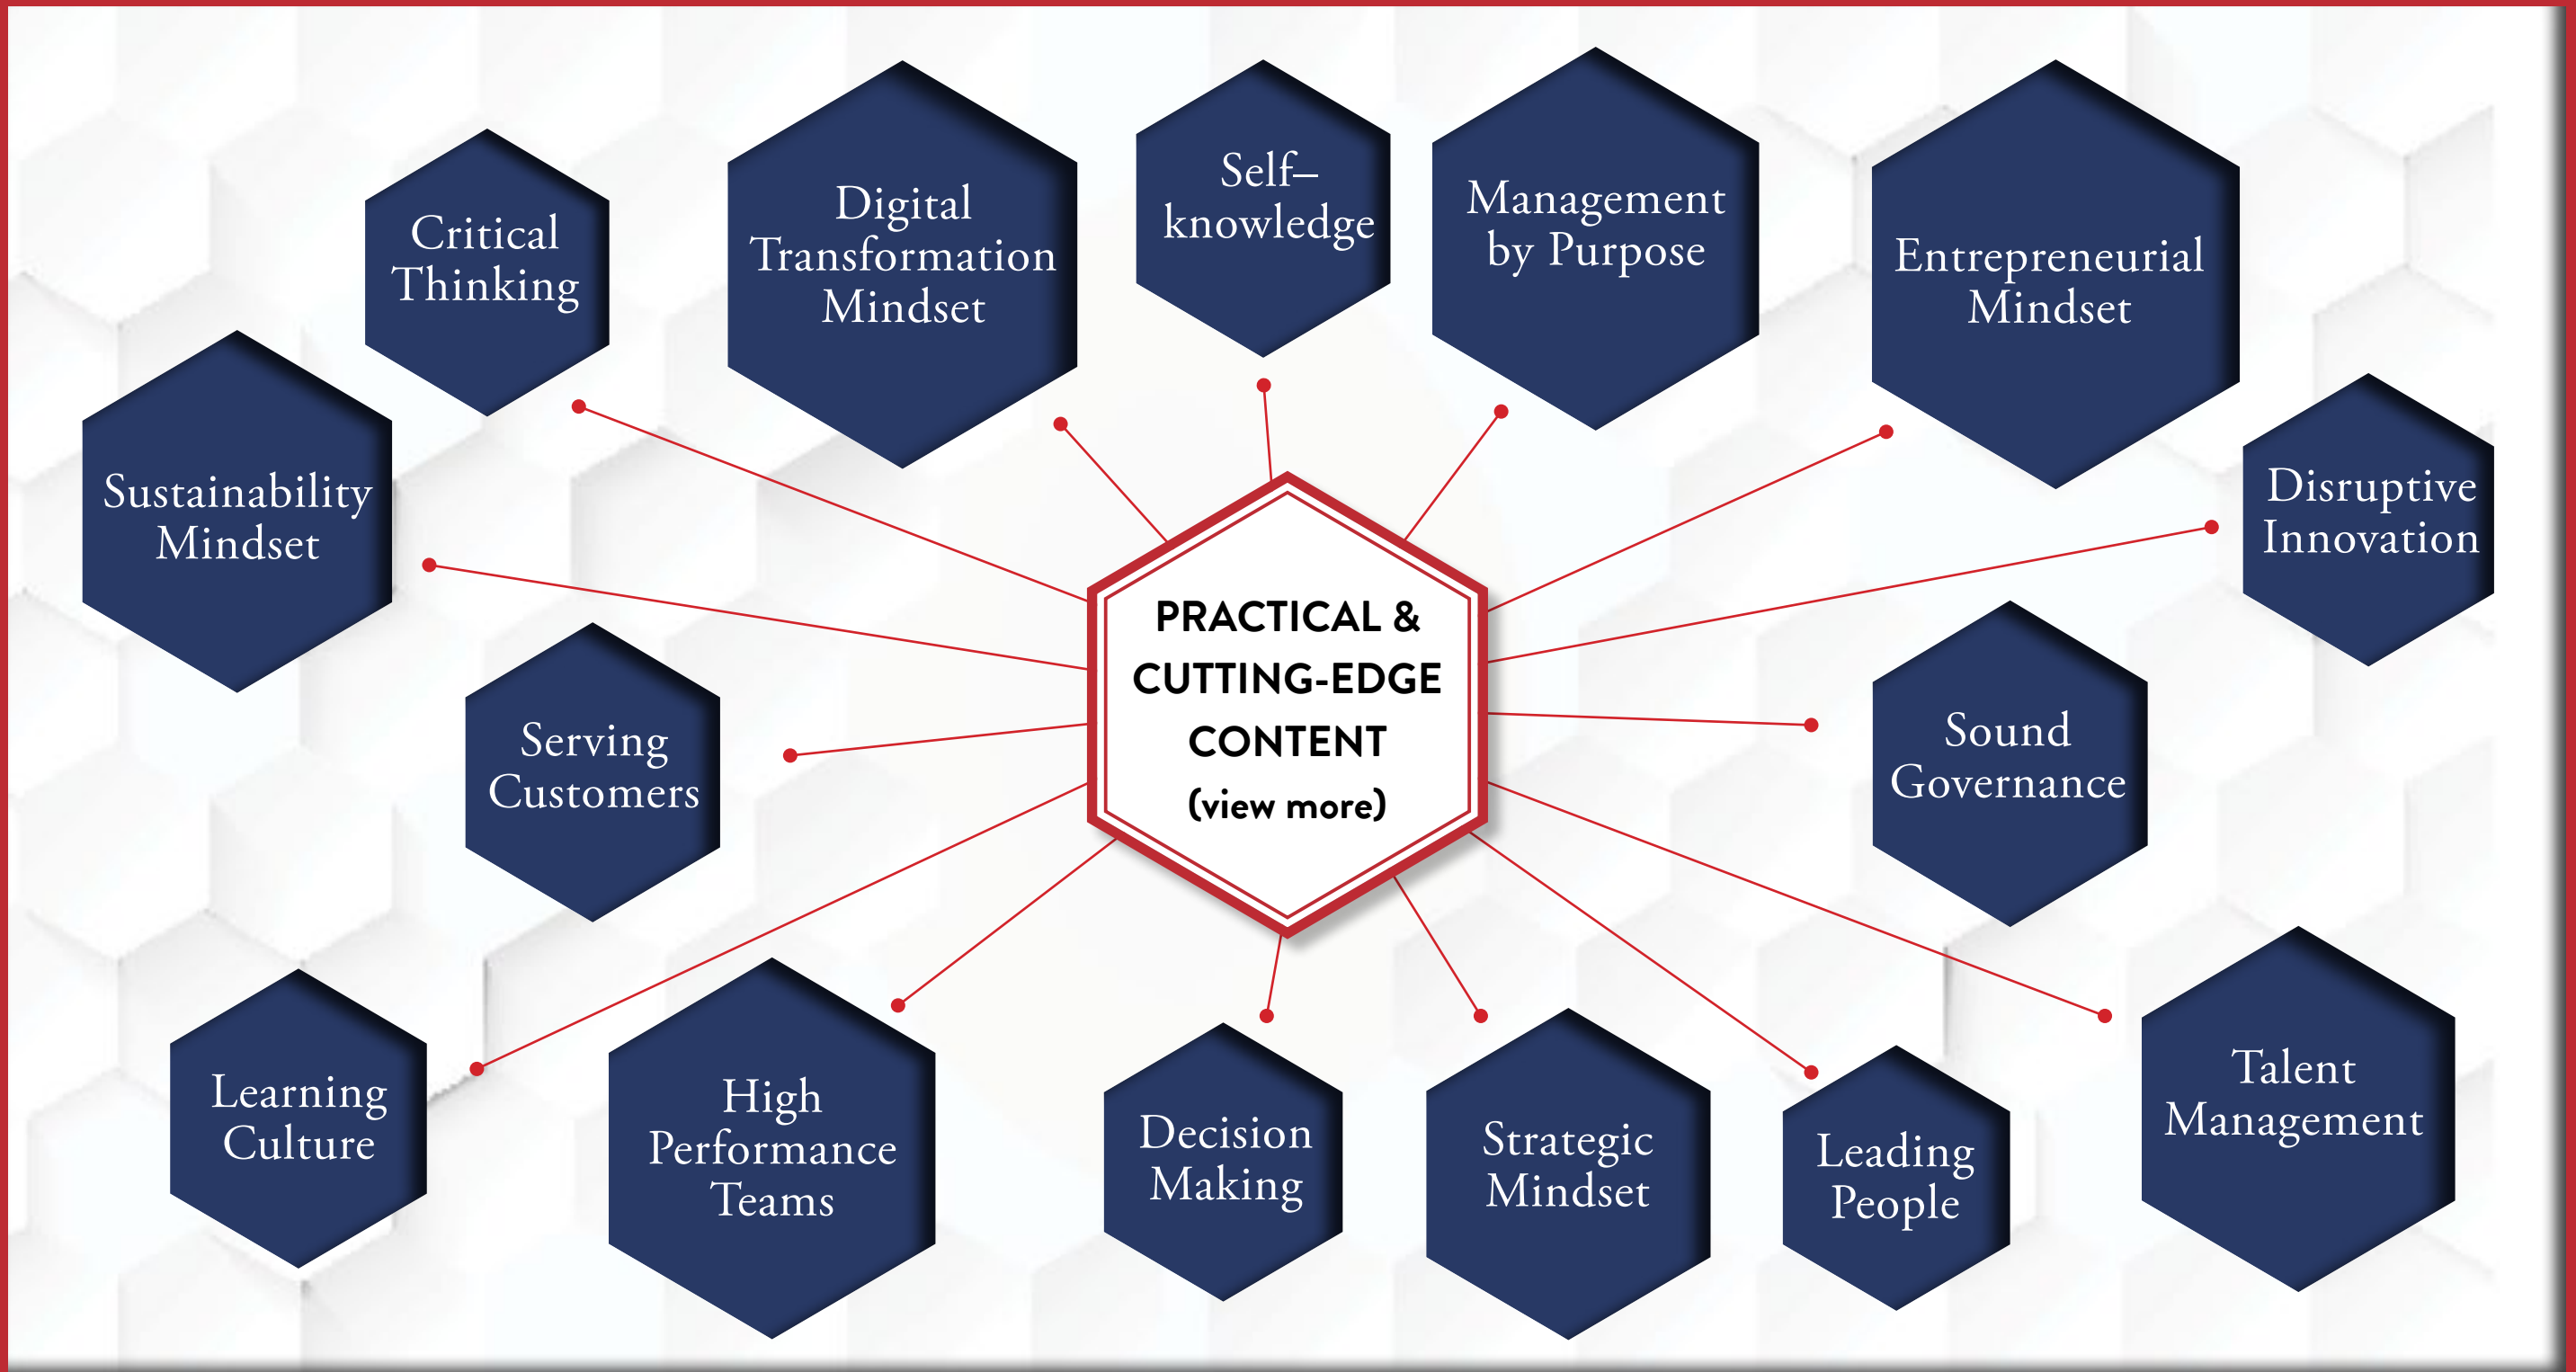 Critical
Thinking
Digital
Transformation
Mindset
Self–
knowledge
Management
by Purpose
Entrepreneurial
Mindset
Sustainability
Mindset
Disruptive
Innovation
PRACTICAL &
CUTTING-EDGE
CONTENT
(view more)
Serving
Customers
Sound
Governance
Learning
Culture
High
Performance
Teams
Decision
Making
Strategic
Mindset
Leading
People
Talent
Management